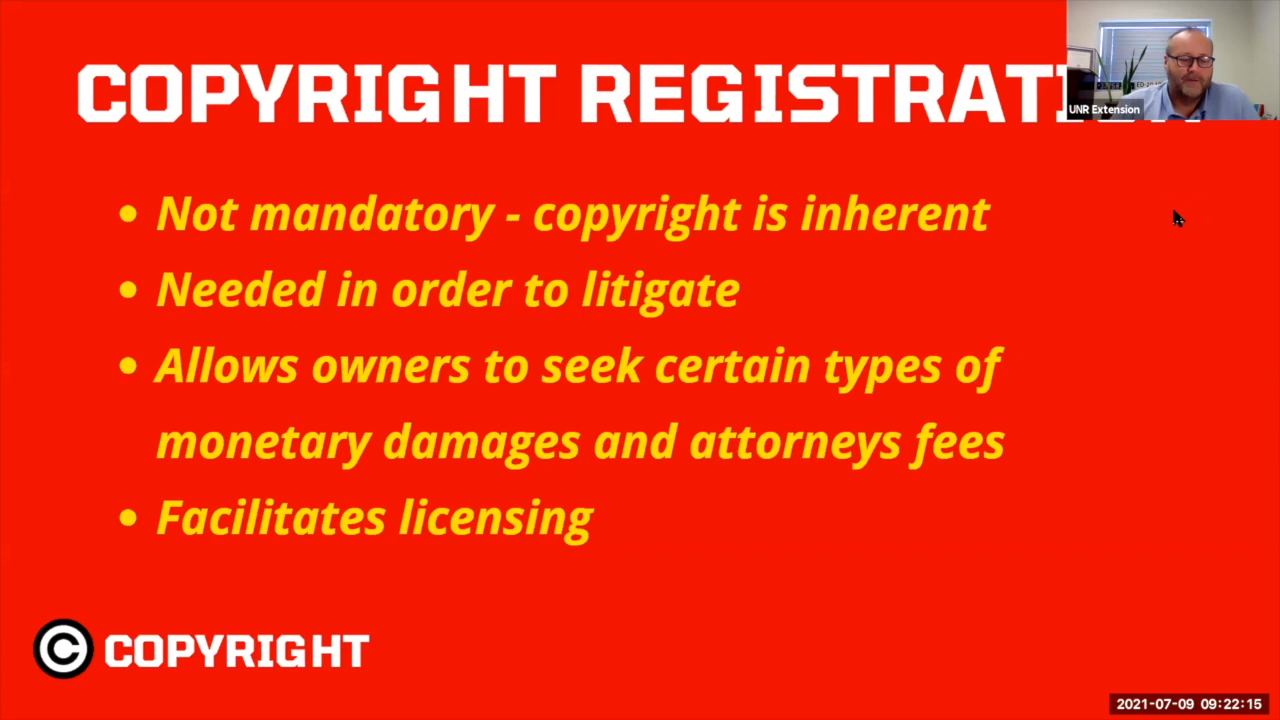 COPYRIGHT REGISTRATI
UNR Extension
• Not mandatory - copyright is inherent
• Needed in order to litigate
• Allows owners to seek certain types of
monetary damages and attorneys fees
• Facilitates licensing
© COPYRIGHT
2021-07-09 09:22:15